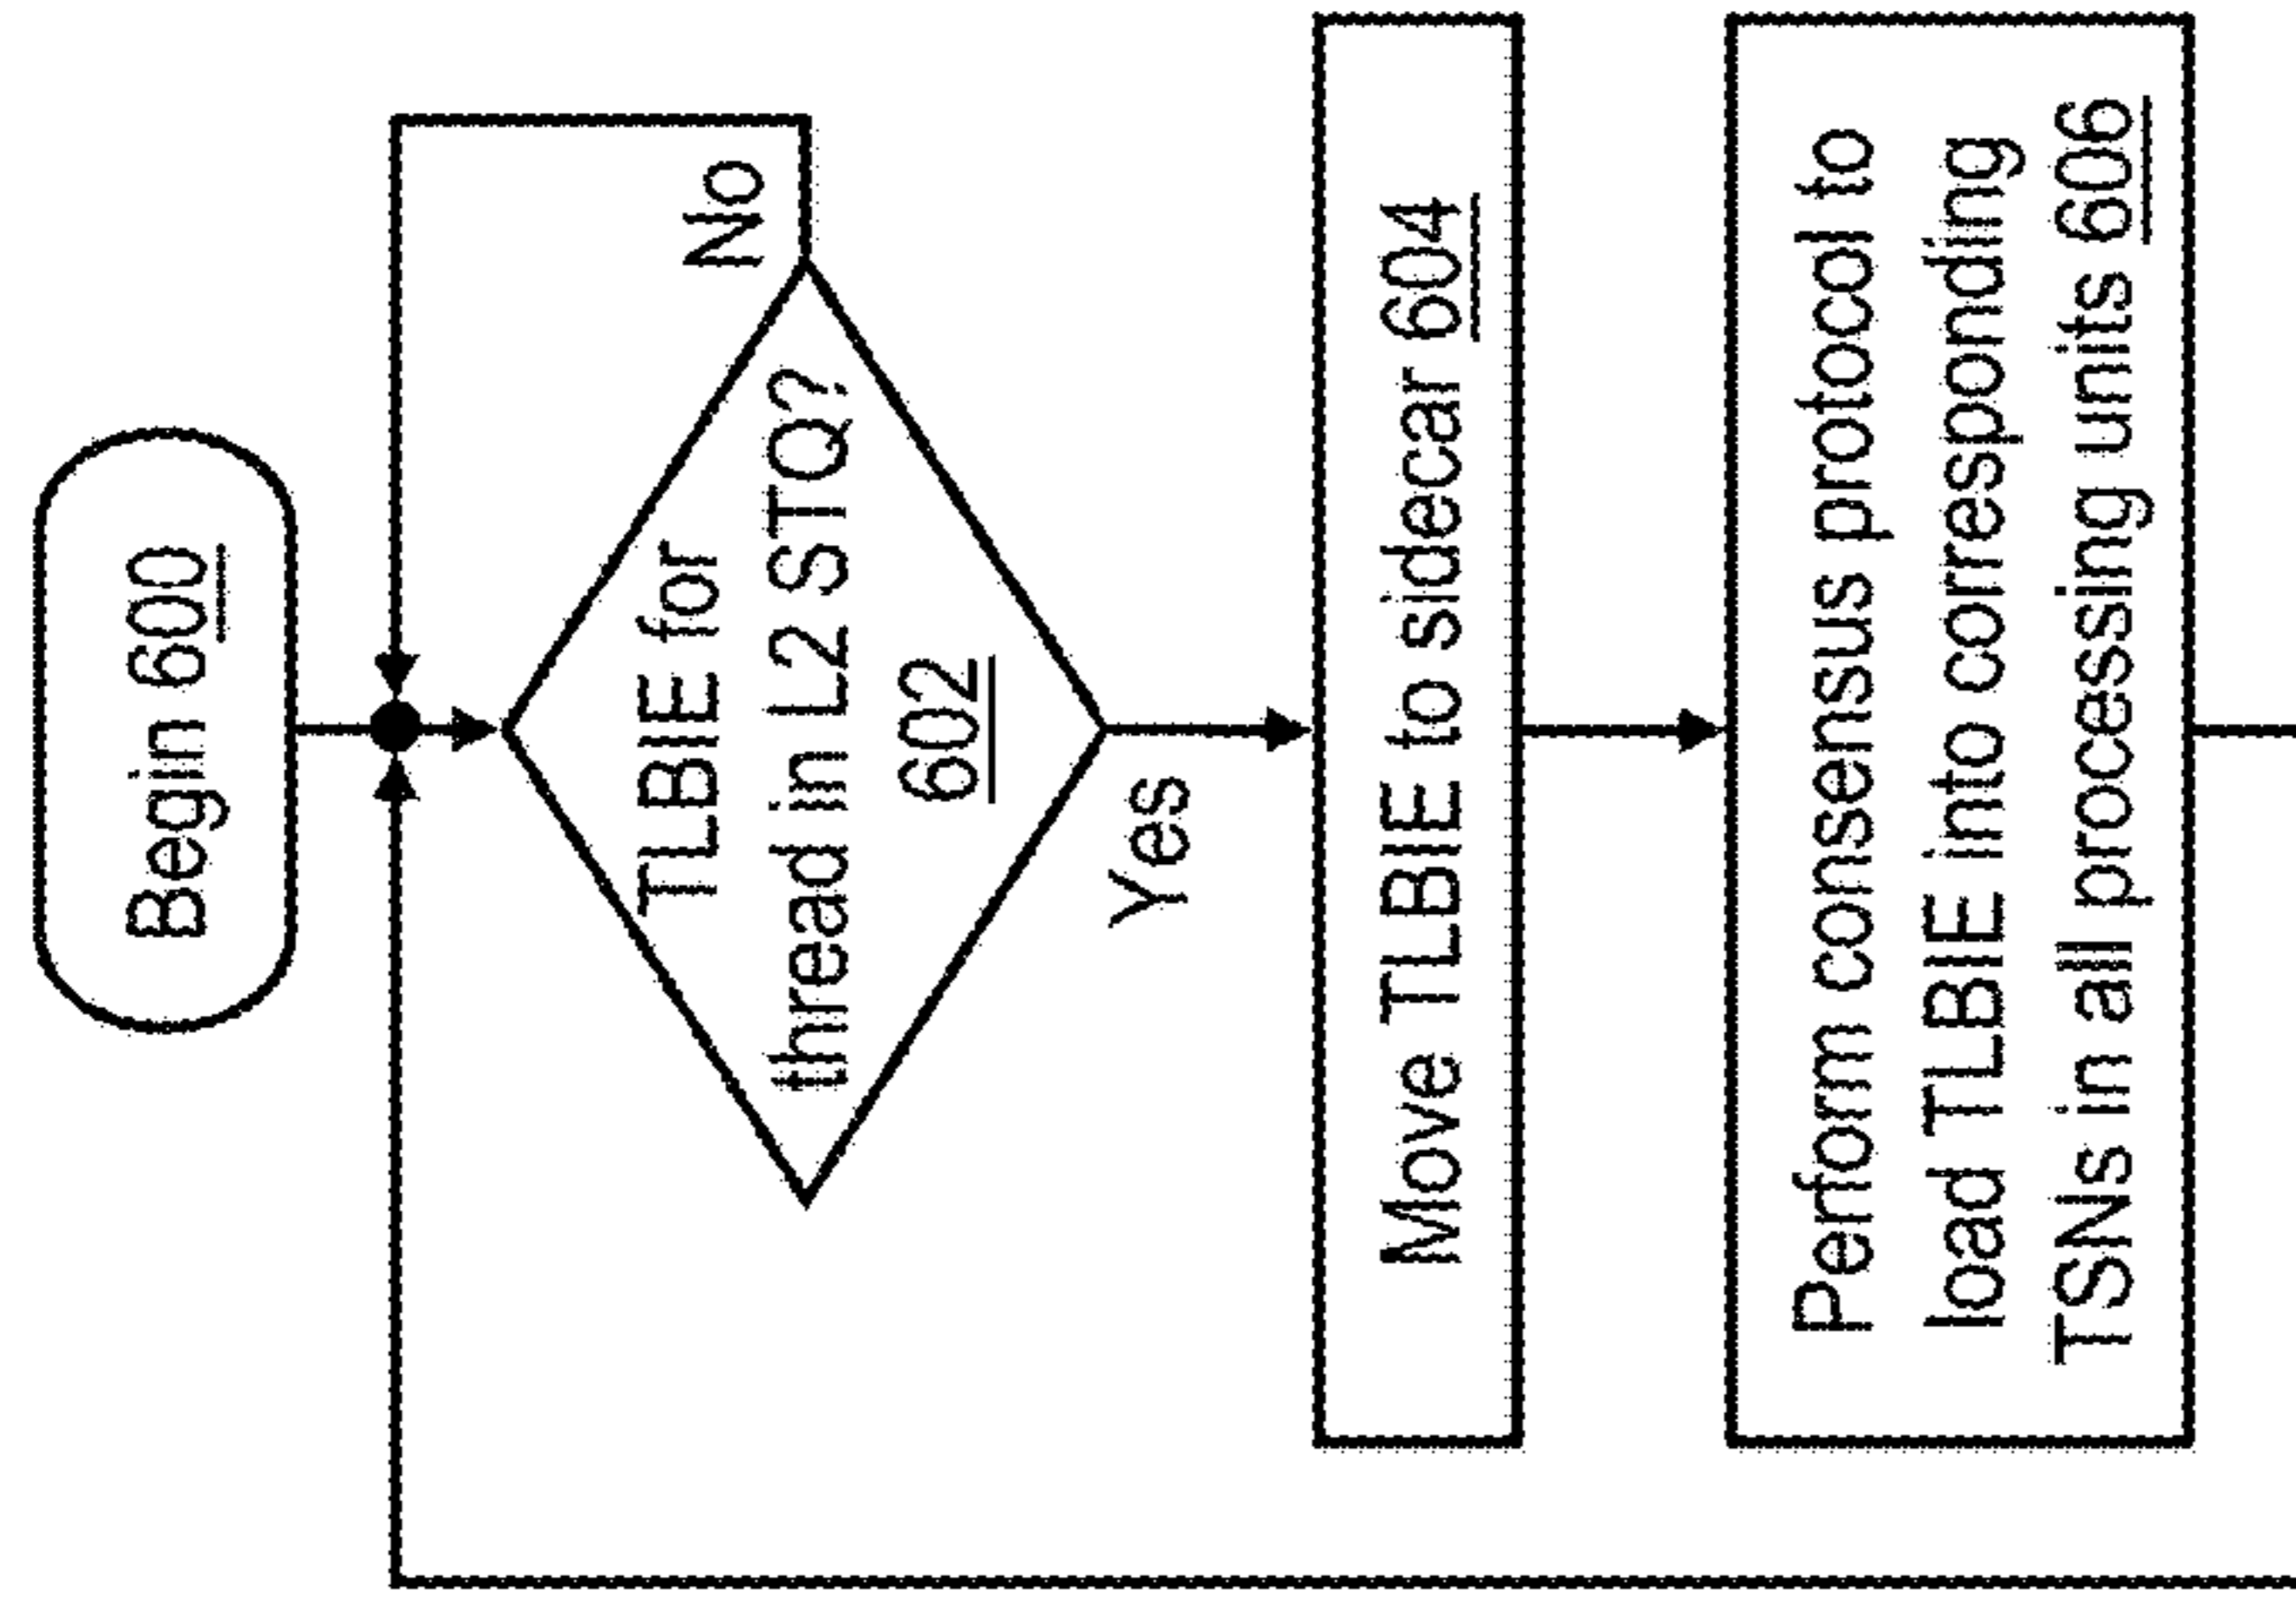 Begin 600
TLBIE for
thread in L2 STQ?
602
No
Yes
Move TLBIE to sidecar 604
Perform consensus protocol to
load TLBIE into corresponding
TSNs in all processing units 606